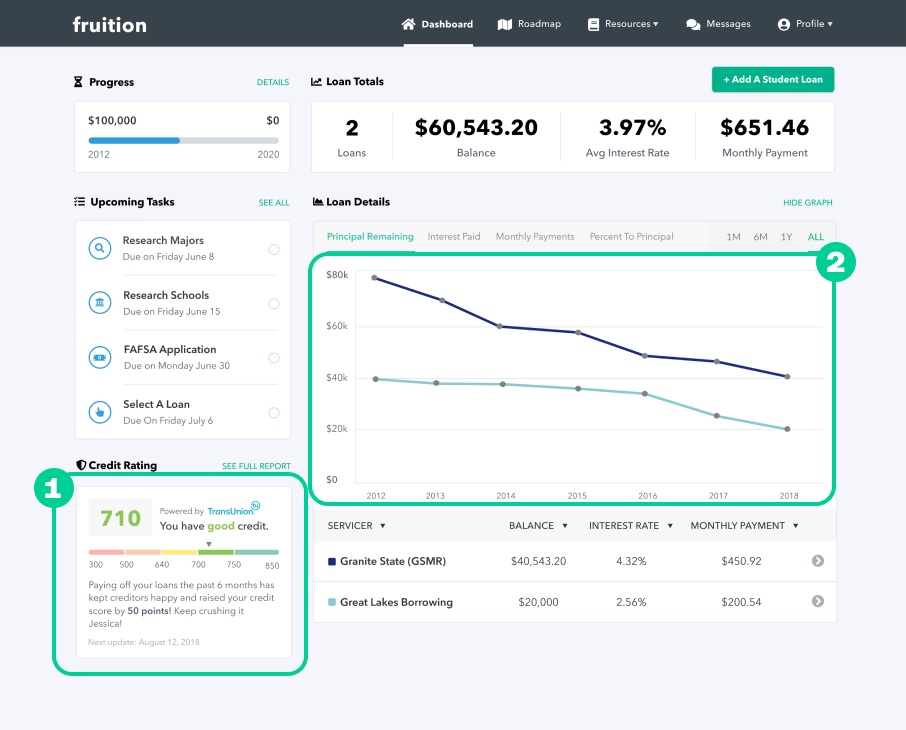 fruition
Dashboard
Roadmap
Resources ▾
Messages
Profile ▾
Progress
DETAILS
$100,000
$0
2012
2020
Loan Totals
+ Add A Student Loan
2
Loans
$60,543.20
Balance
3.97%
Avg Interest Rate
$651.46
Monthly Payment
Upcoming Tasks
SEE ALL
Research Majors
Due on Friday June 8
Research Schools
Due on Friday June 15
FAFSA Application
Due on Monday June 30
Select A Loan
Due On Friday July 6
Loan Details
HIDE GRAPH
Principal Remaining
Interest Paid
Monthly Payments
Percent To Principal
1M
6M
1Y
ALL
2
$80k
$60k
$40k
$20k
$0
2012
2013
2014
2015
2016
2017
2018
Credit Rating
SEE FULL REPORT
1
710
Powered by TransUnion
You have good credit.
300
500
640
700
750
850
Paying off your loans the past 6 months has
kept creditors happy and raised your credit
score by 50 points! Keep crushing it
Jessica!
Next update: August 12, 2018
SERVICER ▼ BALANCE ▼ INTEREST RATE ▼ MONTHLY PAYMENT ▼
Granite State (GSMR) $40,543.20 4.32% $450.92
Great Lakes Borrowing $20,000 2.56% $200.54